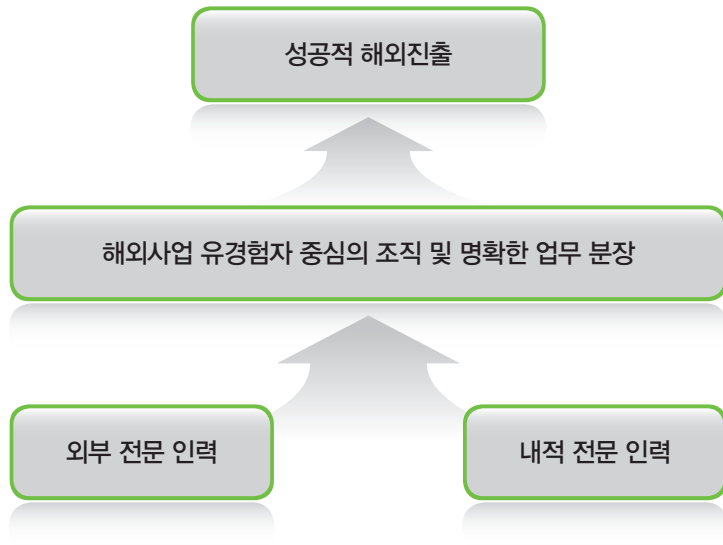 성공적 해외진출
해외사업 유경험자 중심의 조직 및 명확한 업무 분장
외부 전문 인력
내적 전문 인력